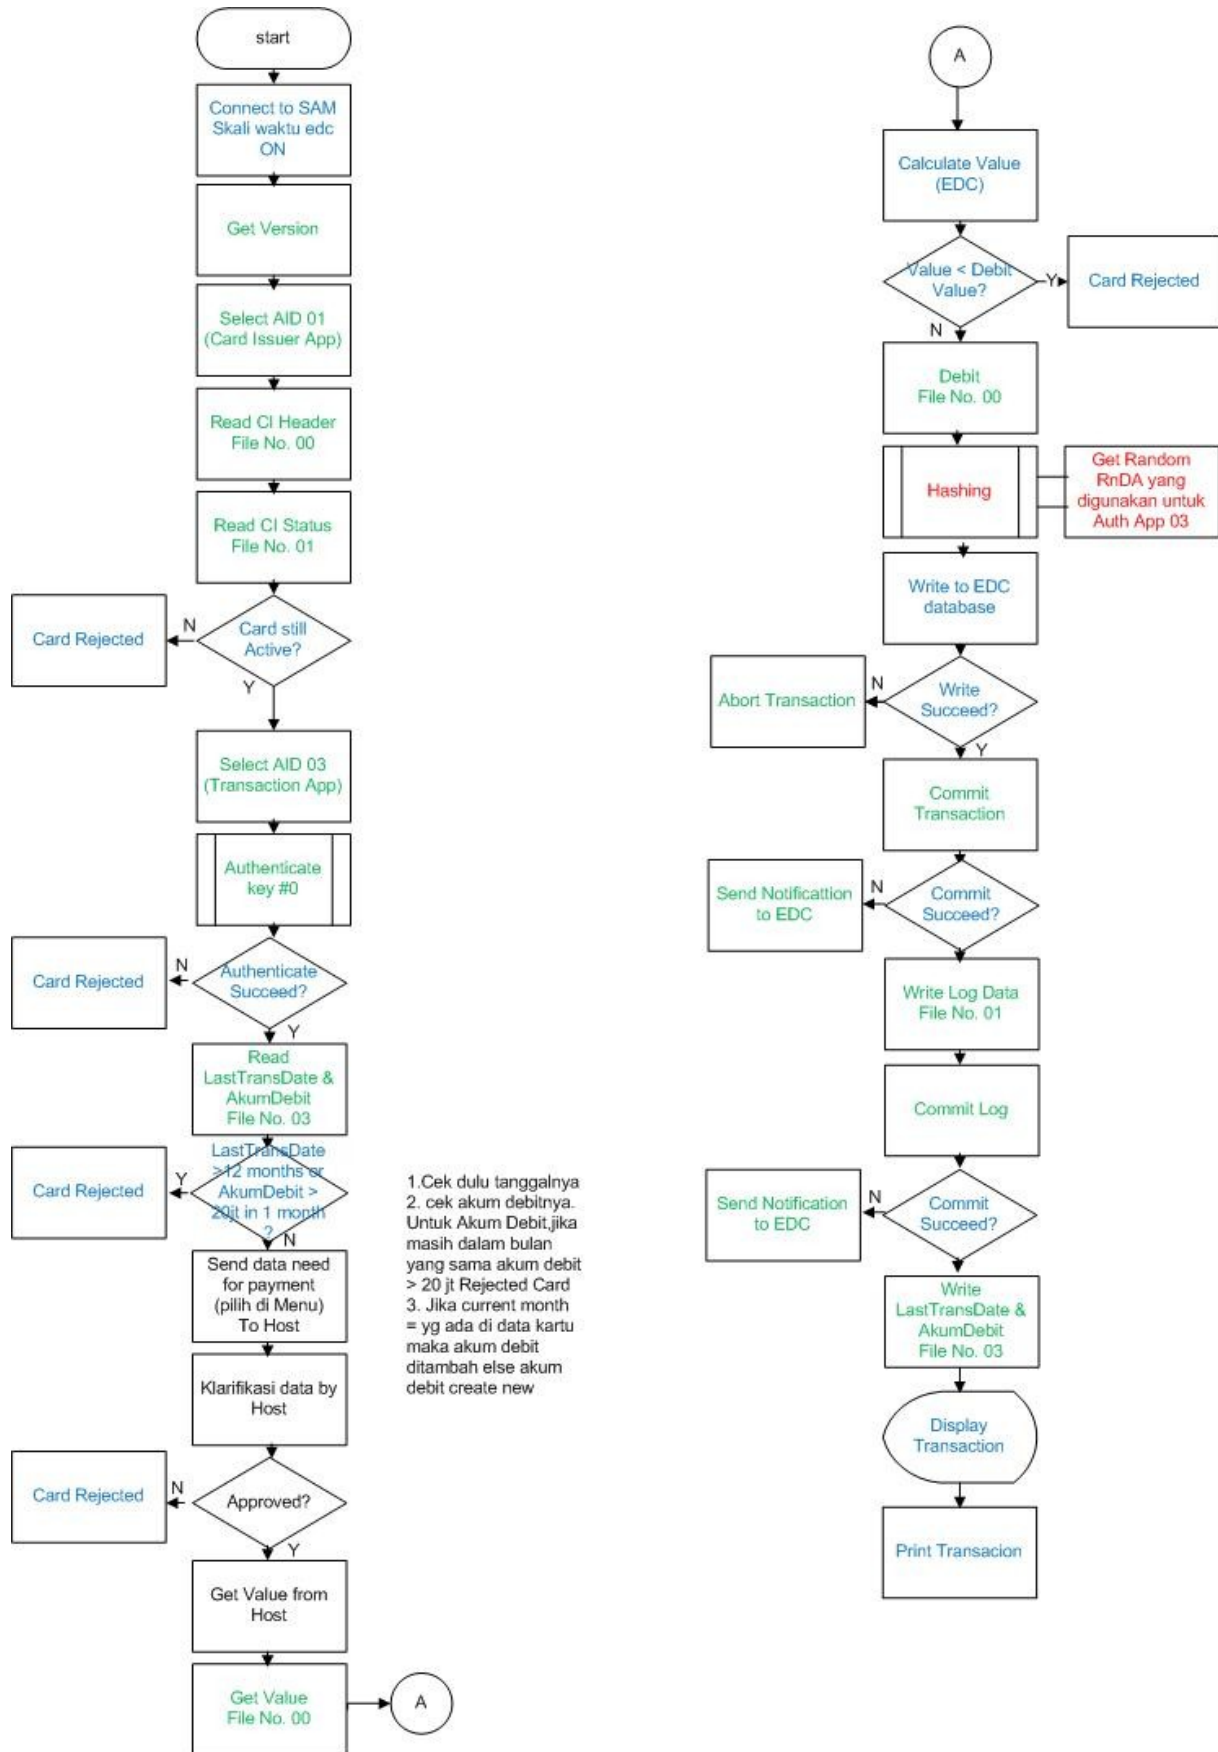 start
Connect to SAM
Skali waktu edc
ON
Get Version
Select AID 01
(Card Issuer App)
Read CI Header
File No. 00
Read CI Status
File No. 01
Card still
Active?
N
Card Rejected
Y
Select AID 03
(Transaction App)
Authenticate
key #0
Authenticate
Succeed?
N
Card Rejected
Y
Read
LastTransDate &
AkumDebit
File No. 03
LastTransDate
>12 months or
AkumDebit >
20jt in 1 month
?
Y
Card Rejected
N
1.Cek dulu tanggalnya
2. cek akum debitnya.
Untuk Akum Debit,jika
masih dalam bulan
yang sama akum debit
> 20 jt Rejected Card
3. Jika current month
= yg ada di data kartu
maka akum debit
ditambah else akum
debit create new
Send data need
for payment
(pilih di Menu)
To Host
Klarifikasi data by
Host
Approved?
N
Card Rejected
Y
Get Value from
Host
Get Value
File No. 00
A
A
Calculate Value
(EDC)
Value < Debit
Value?
Y
Card Rejected
N
Debit
File No. 00
Hashing
Get Random
RnDA yang
digunakan untuk
Auth App 03
Write to EDC
database
Write
Succeed?
N
Abort Transaction
Y
Commit
Transaction
Commit
Succeed?
N
Send Notificattion
to EDC
Write Log Data
File No. 01
Commit Log
Commit
Succeed?
N
Send Notification
to EDC
Write
LastTransDate &
AkumDebit
File No. 03
Display
Transaction
Print Transacion